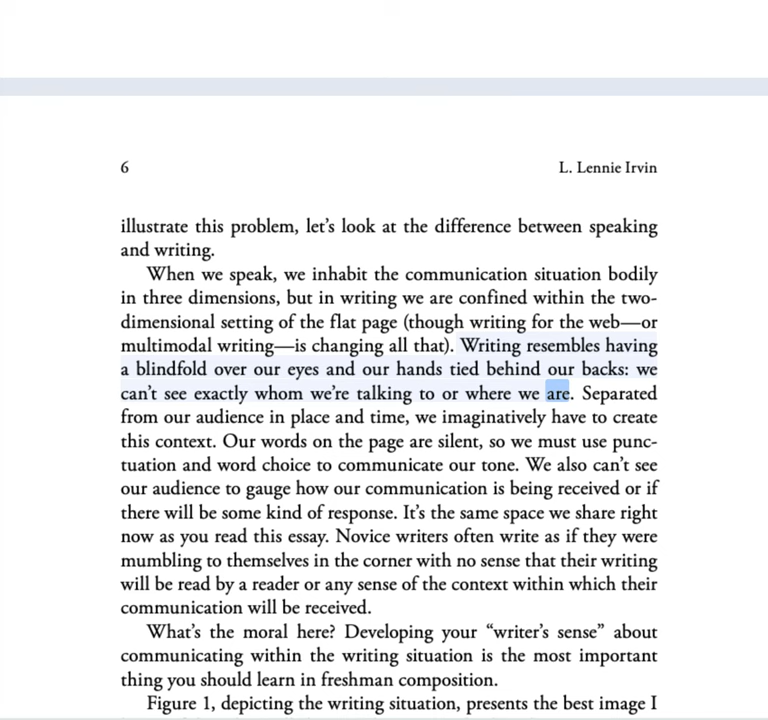 6 L. Lennie Irvin
illustrate this problem, let’s look at the difference between speaking
and writing.
When we speak, we inhabit the communication situation bodily
in three dimensions, but in writing we are confined within the two-
dimensional setting of the flat page (though writing for the web—or
multimodal writing—is changing all that). Writing resembles having
a blindfold over our eyes and our hands tied behind our backs: we
can’t see exactly whom we’re talking to or where we are. Separated
from our audience in place and time, we imaginatively have to create
this context. Our words on the page are silent, so we must use punc-
tuation and word choice to communicate our tone. We also can’t see
our audience to gauge how our communication is being received or if
there will be some kind of response. It’s the same space we share right
now as you read this essay. Novice writers often write as if they were
mumbling to themselves in the corner with no sense that their writing
will be read by a reader or any sense of the context within which their
communication will be received.
What’s the moral here? Developing your “writer’s sense” about
communicating within the writing situation is the most important
thing you should learn in freshman composition.
Figure 1, depicting the writing situation, presents the best image I